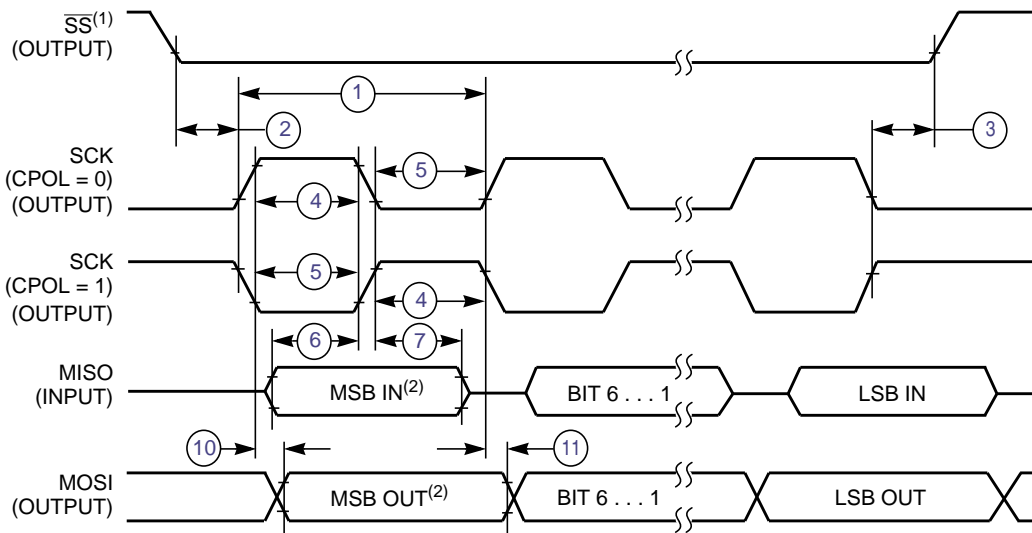 SS(1)
(OUTPUT)
1
2
3
SCK
(CPOL = 0)
(OUTPUT)
5
4
SCK
(CPOL = 1)
(OUTPUT)
5
4
6
7
MISO
(INPUT)
MSB IN(2)
BIT 6 . . . 1
LSB IN
10
11
MOSI
(OUTPUT)
MSB OUT(2)
BIT 6 . . . 1
LSB OUT